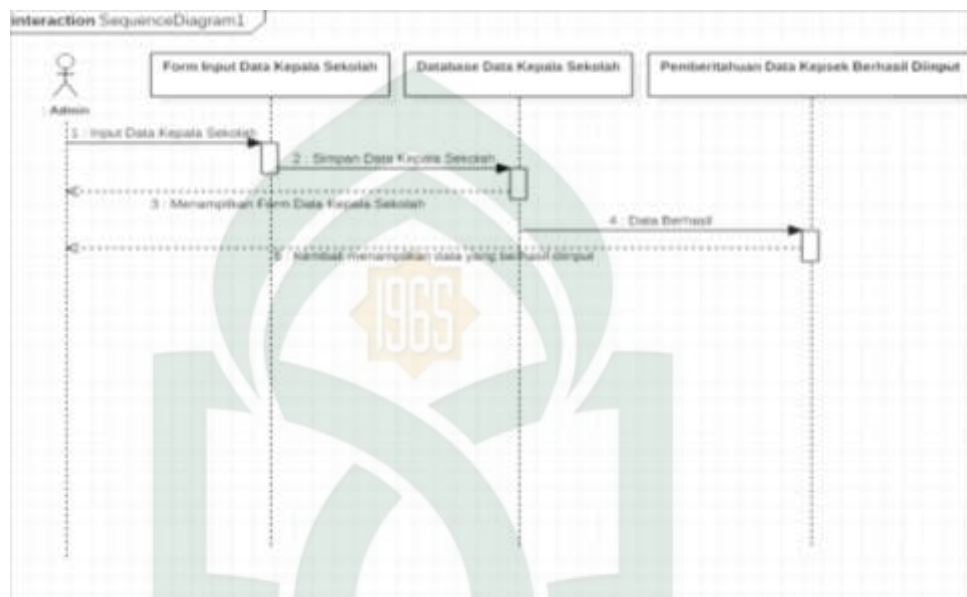 interaction SequenceDiagram1
Form Input Data Kepala Sekolah
Database Data Kepala Sekolah
Pemberitahuan Data Kepsek Berhasil Diinput
: Admin
1 : Input Data Kepala Sekolah
2 : Simpan Data Kepala Sekolah
3 : Menampilkan Form Data Kepala Sekolah
4 : Data Berhasil
5 : Kembali menampilkan data yang berhasil diinput
1965